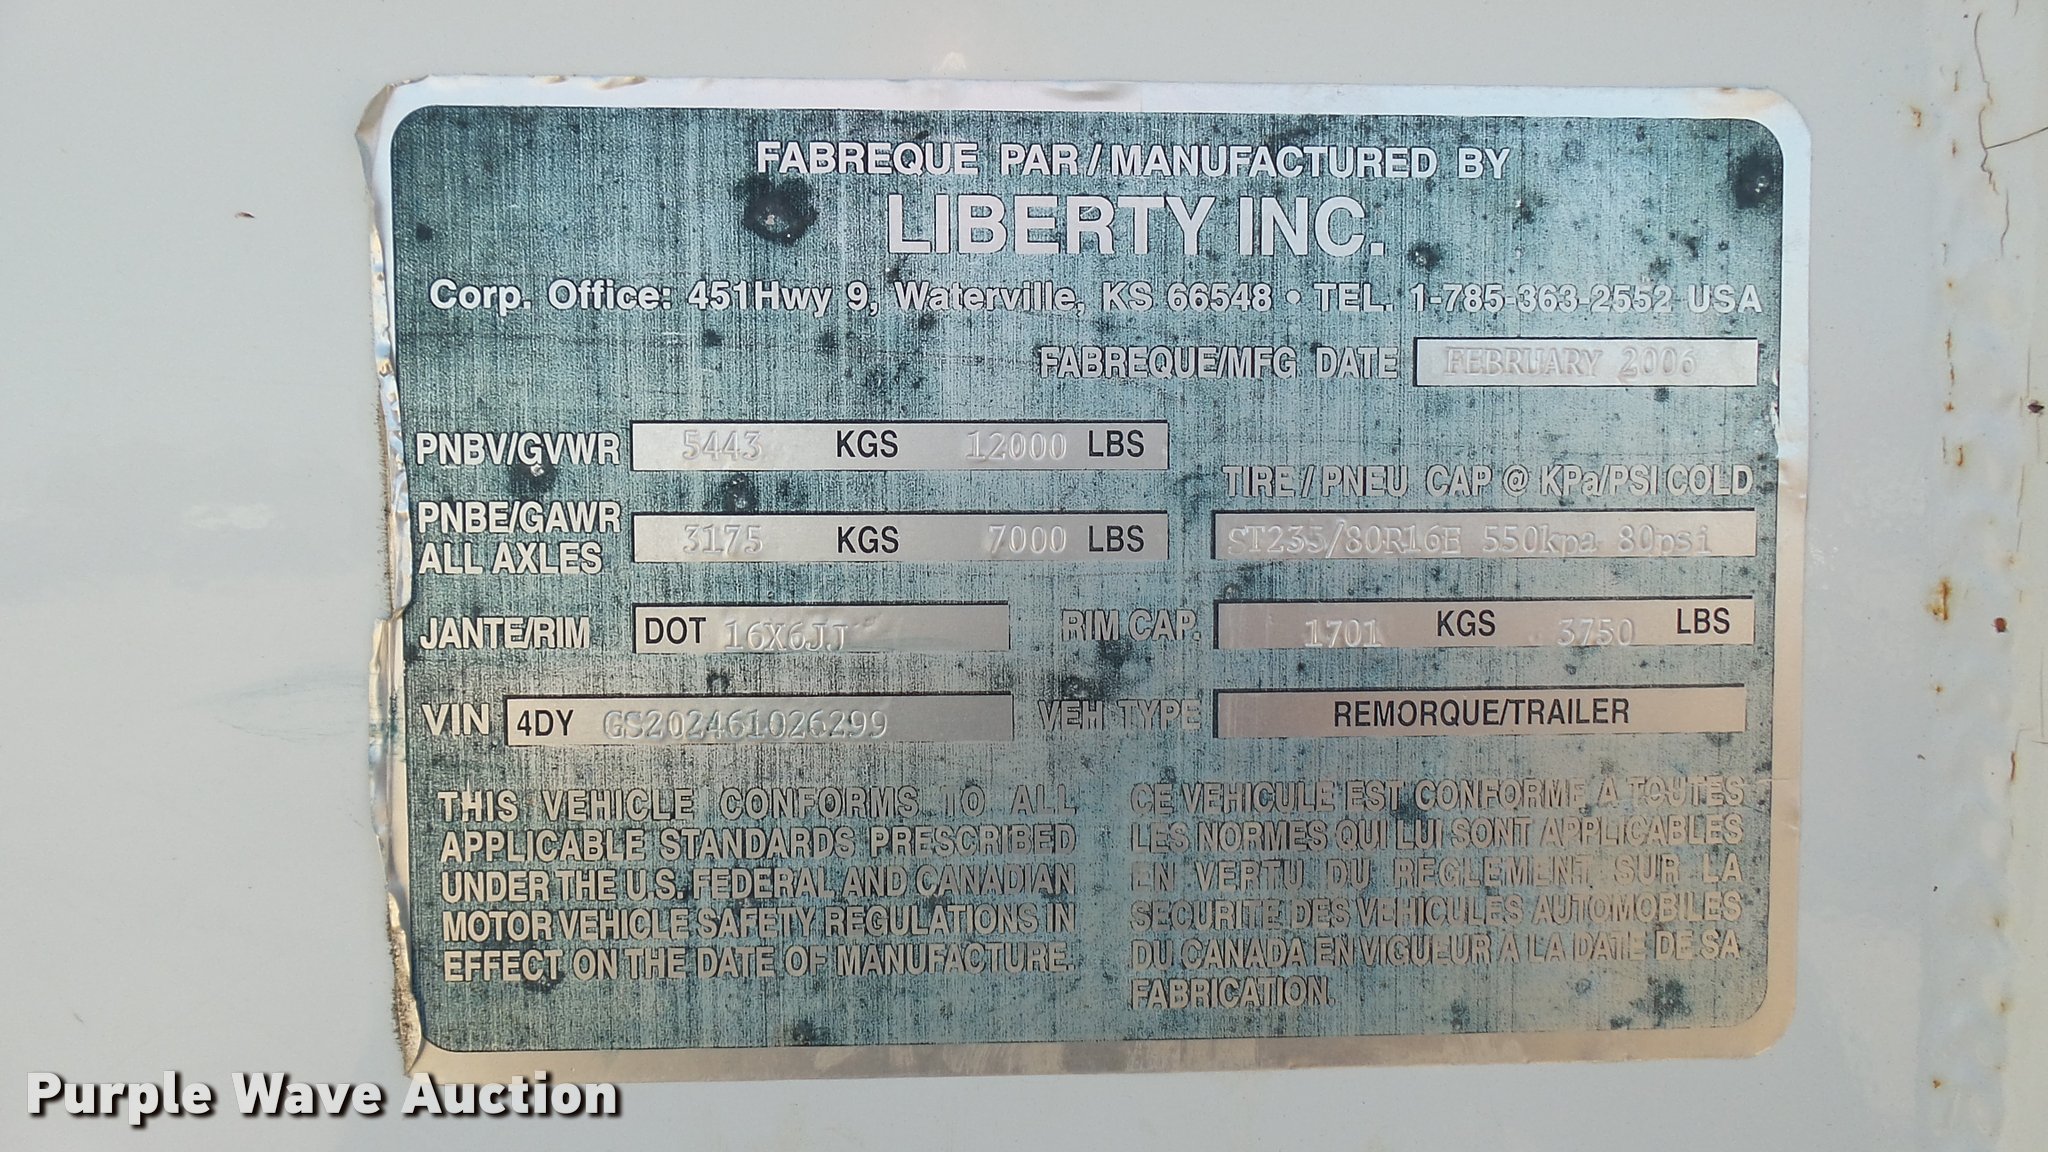 FABREQUE PAR / MANUFACTURED BY
LIBERTY INC.
Corp. Office: 451Hwy 9, Waterville, KS 66548 • TEL. 1-785-363-2552 USA
FABREQUE/MFG DATE FEBRUARY 2006
PNBV/GVWR 5443 KGS 12000 LBS
TIRE / PNEU CAP @ KPa/PSI COLD
PNBE/GAWR
ALL AXLES 3175 KGS 7000 LBS
ST235/80R16E 550kpa 80psi
JANTE/RIM DOT 16X6JJ
RIM CAP. 1701 KGS 3750 LBS
VIN 4DY GS202461026299
VEH TYPE REMORQUE/TRAILER
THIS VEHICLE CONFORMS TO ALL
APPLICABLE STANDARDS PRESCRIBED
UNDER THE U.S. FEDERAL AND CANADIAN
MOTOR VEHICLE SAFETY REGULATIONS IN
EFFECT ON THE DATE OF MANUFACTURE.
CE VEHICULE EST CONFORME A TOUTES
LES NORMES QUI LUI SONT APPLICABLES
EN VERTU DU REGLEMENT SUR LA
SECURITE DES VEHICULES AUTOMOBILES
DU CANADA EN VIGUEUR A LA DATE DE SA
FABRICATION.
Purple Wave Auction